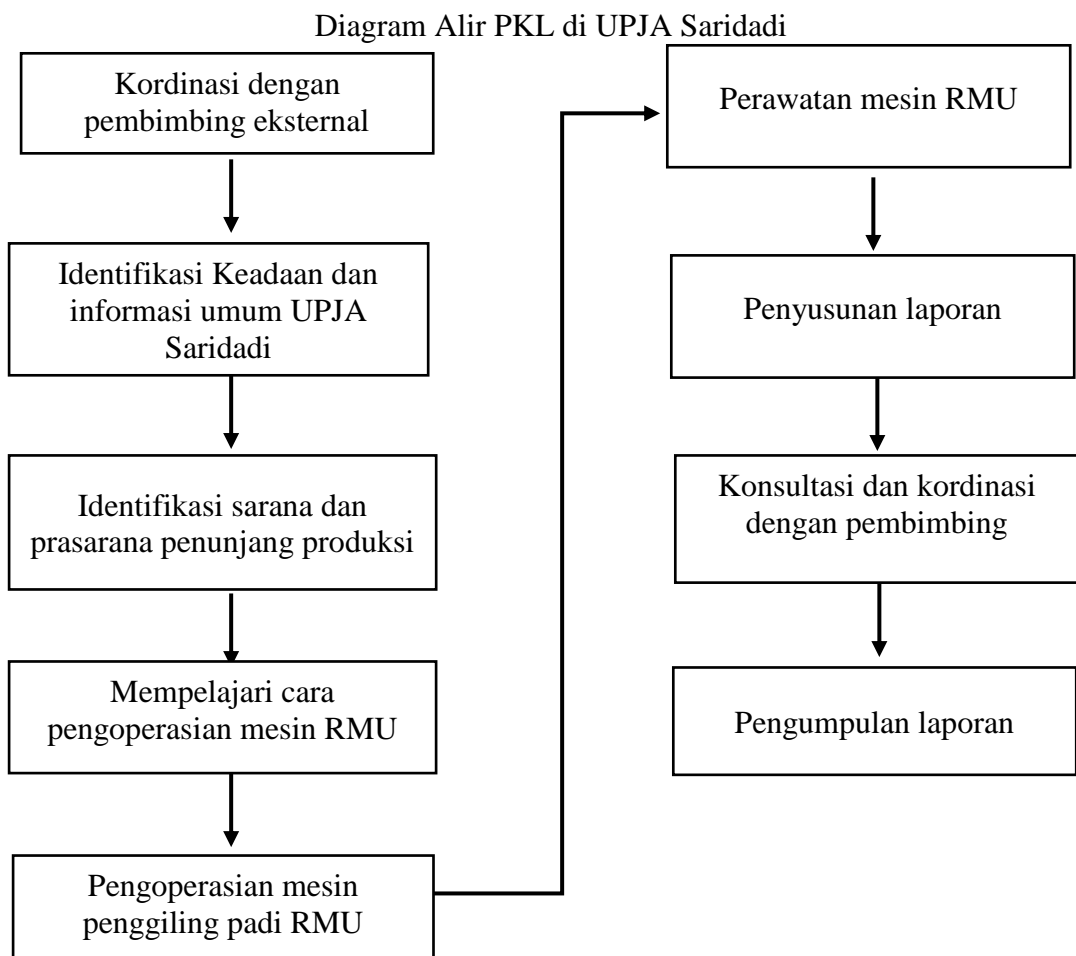 Diagram Alir PKL di UPJA Saridadi
Kordinasi dengan
pembimbing eksternal
Identifikasi Keadaan dan
informasi umum UPJA
Saridadi
Identifikasi sarana dan
prasarana penunjang produksi
Mempelajari cara
pengoperasian mesin RMU
Pengoperasian mesin
penggiling padi RMU
Perawatan mesin RMU
Penyusunan laporan
Konsultasi dan kordinasi
dengan pembimbing
Pengumpulan laporan